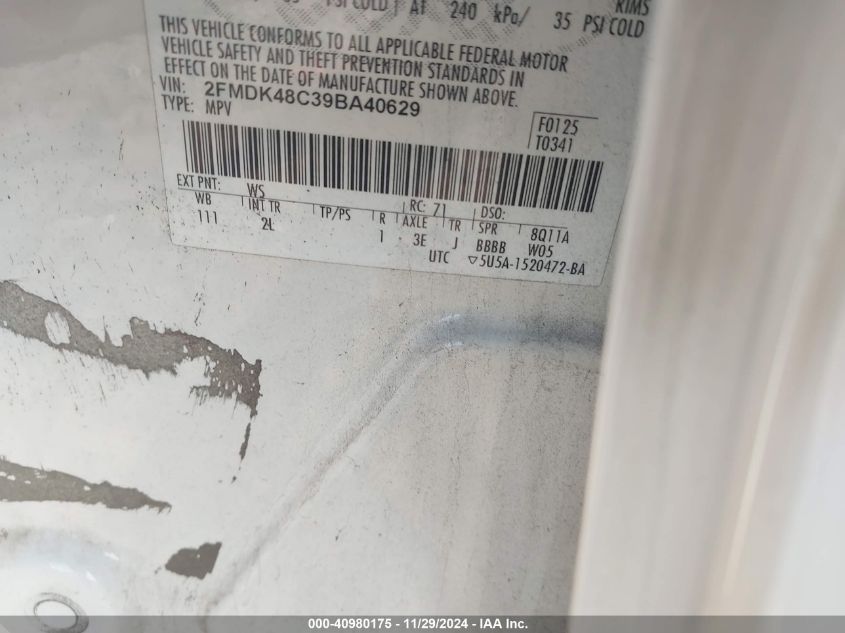 PSI COLD] AT 240 kPa/ 35 PSI COLD
RIMS
THIS VEHICLE CONFORMS TO ALL APPLICABLE FEDERAL MOTOR
VEHICLE SAFETY AND THEFT PREVENTION STANDARDS IN
EFFECT ON THE DATE OF MANUFACTURE SHOWN ABOVE.
VIN: 2FMDK48C39BA40629
TYPE: MPV
F0125
T0341
EXT PNT: WS RC: 71 DSO:
WB INT TR TP/PS R AXLE TR SPR 8Q11A
111 2L 1 3E J BBBB W05
UTC ▽5U5A-1520472-BA
000-40980175 - 11/29/2024 - IAA Inc.